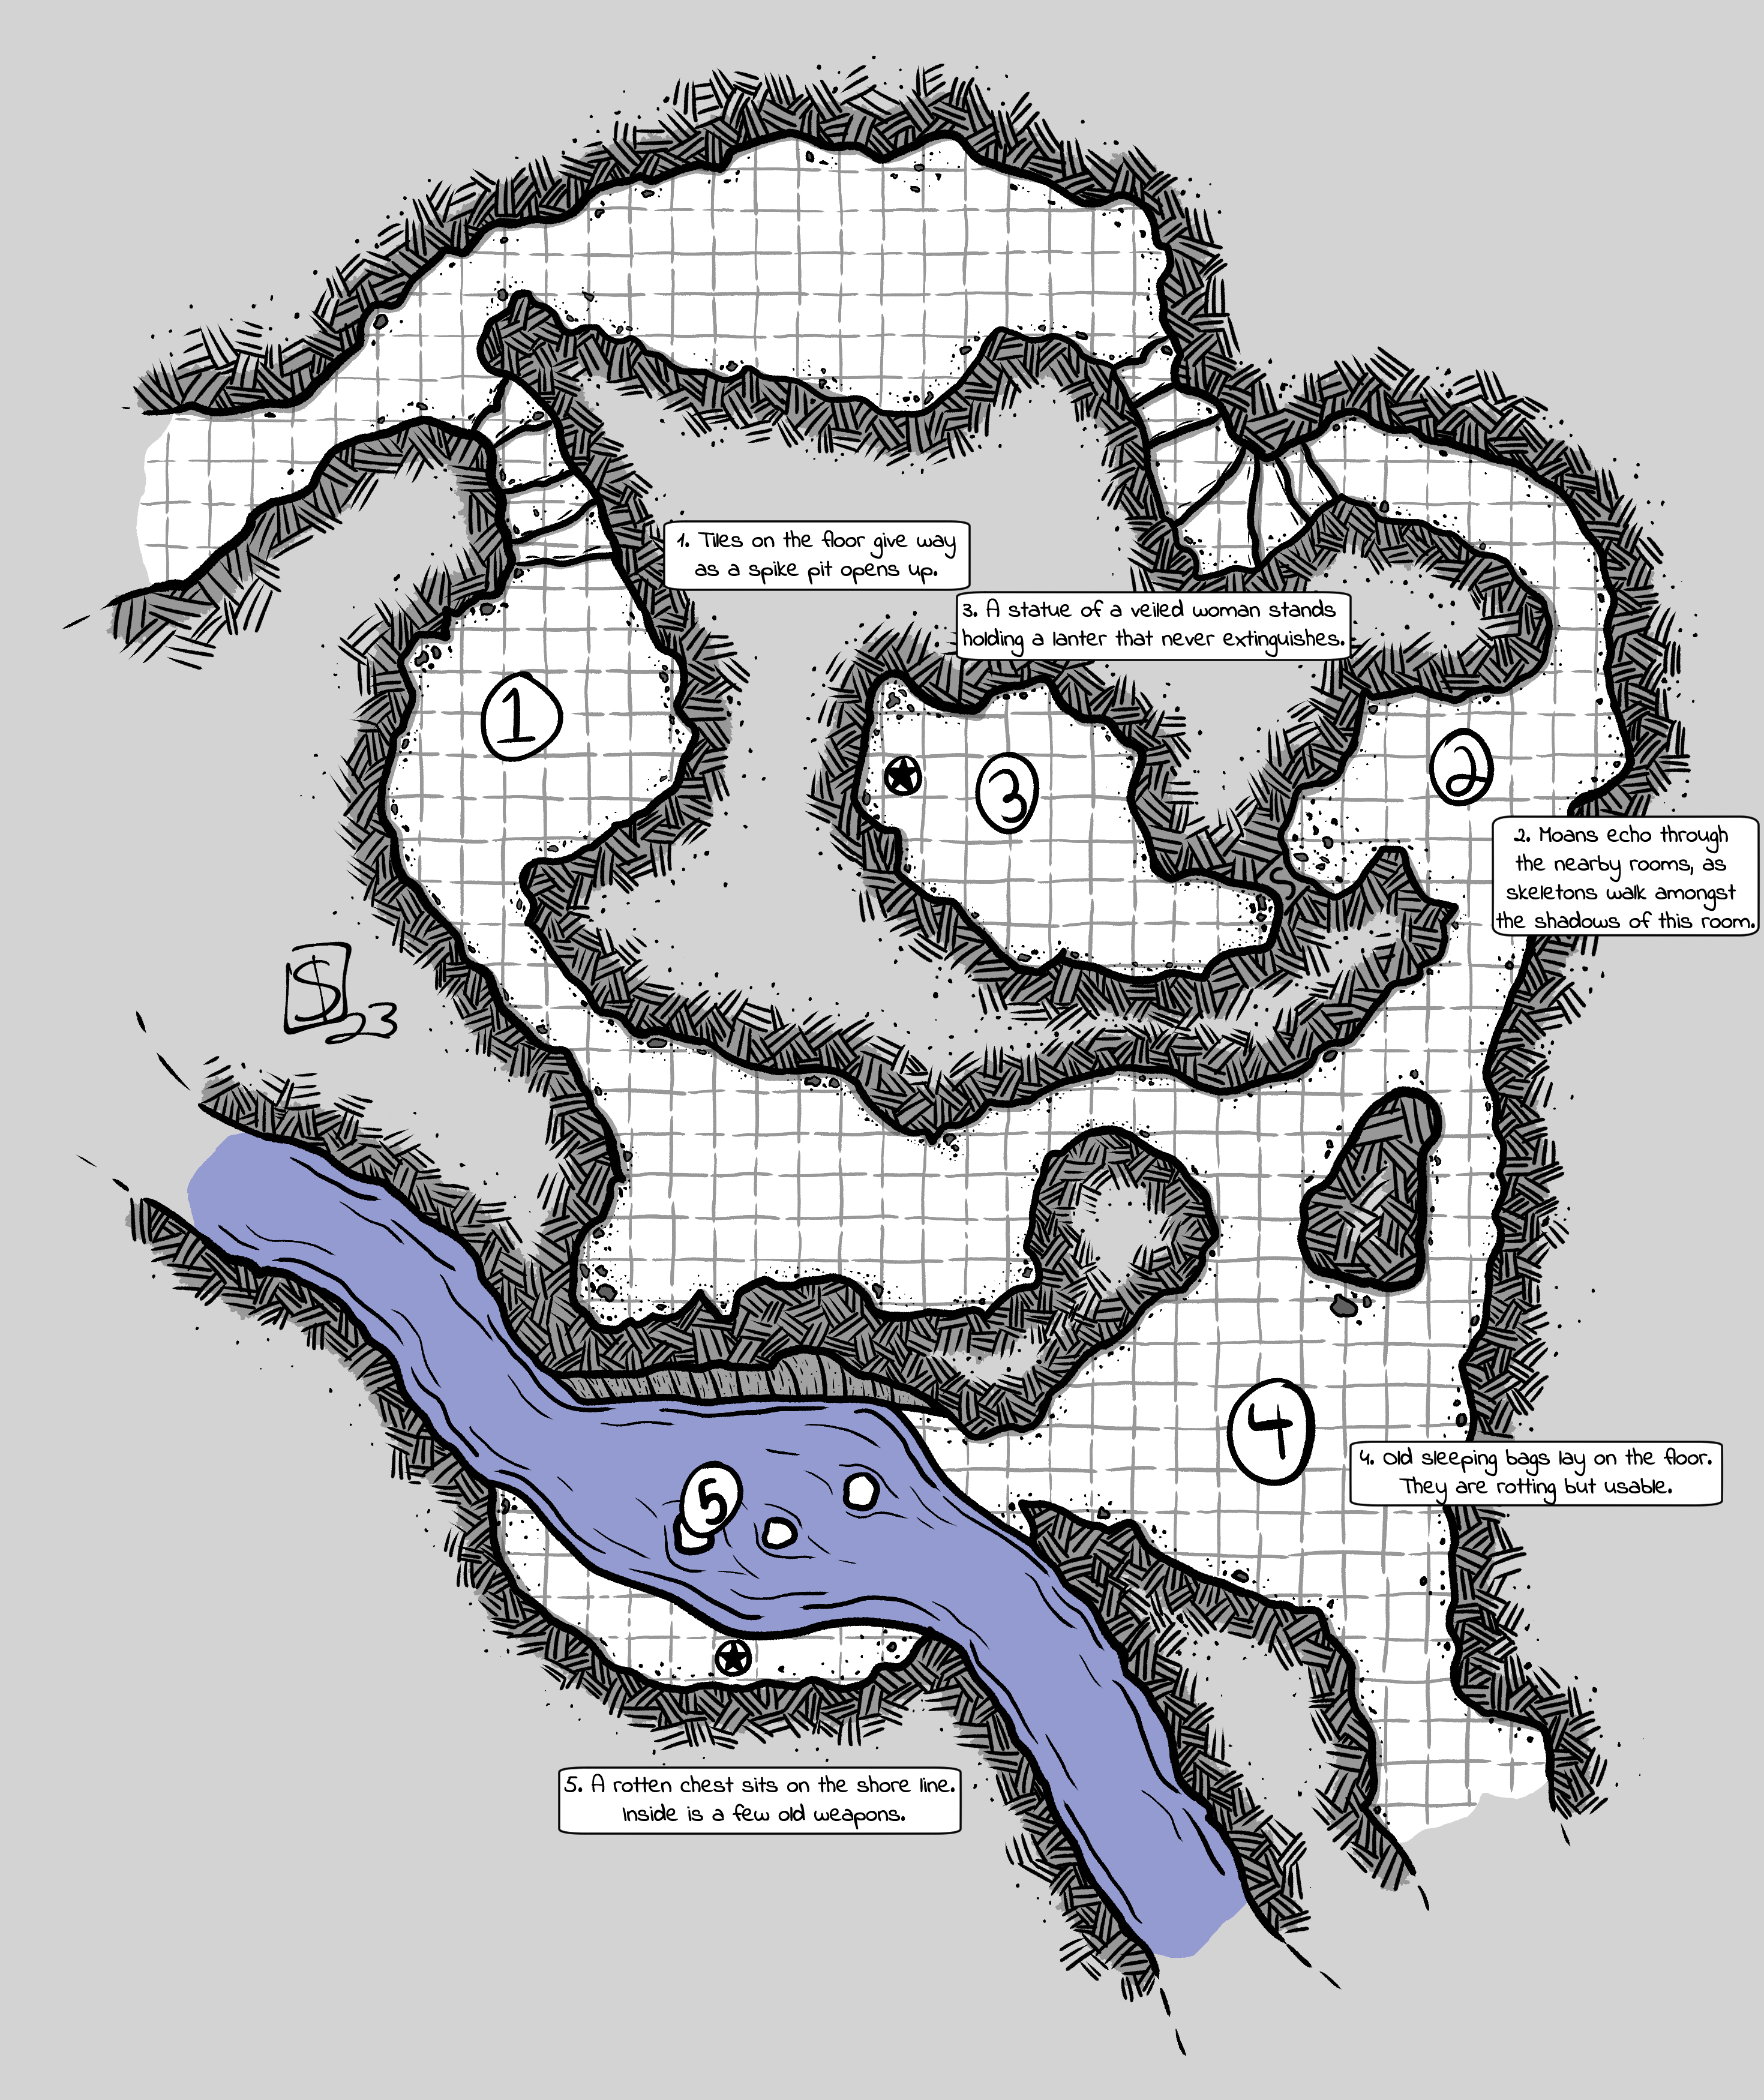 1. Tiles on the floor give way
as a spike pit opens up.
3. A statue of a veiled woman stands
holding a lanter that never extinguishes.
1
3
2
2. Moans echo through
the nearby rooms, as
skeletons walk amongst
the shadows of this room.
S
S
23
4
4. Old sleeping bags lay on the floor.
They are rotting but usable.
5
5. A rotten chest sits on the shore line.
Inside is a few old weapons.